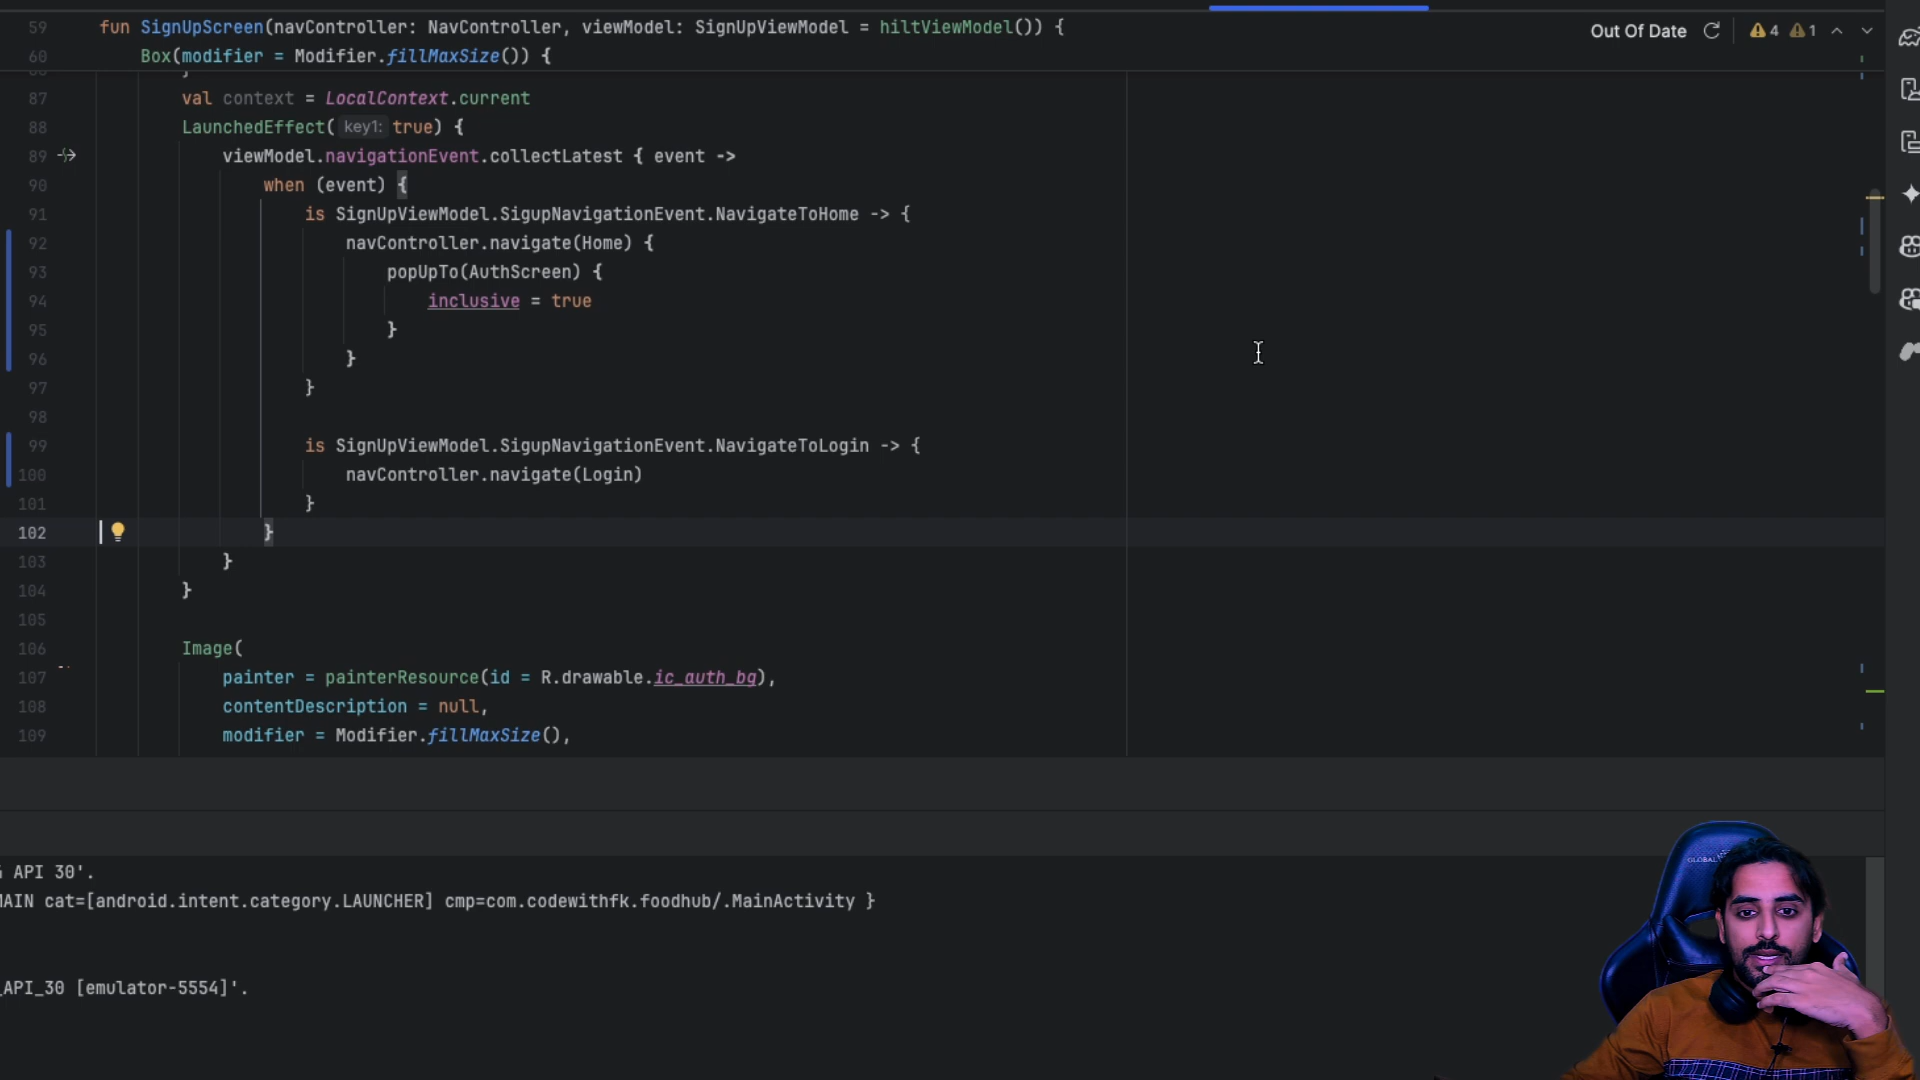 59 fun SignUpScreen(navController: NavController, viewModel: SignUpViewModel = hiltViewModel()) {
Out Of Date 4 1
60 Box(modifier = Modifier.fillMaxSize()) {
}
87 val context = LocalContext.current
88 LaunchedEffect( key1: true) {
89 viewModel.navigationEvent.collectLatest { event ->
90 when (event) {
91 is SignUpViewModel.SigupNavigationEvent.NavigateToHome -> {
92 navController.navigate(Home) {
93 popUpTo(AuthScreen) {
94 inclusive = true
95 }
96 }
97 }
98
99 is SignUpViewModel.SigupNavigationEvent.NavigateToLogin -> {
100 navController.navigate(Login)
101 }
102 }
103 }
104 }
105
106 Image(
107 painter = painterResource(id = R.drawable.ic_auth_bg),
108 contentDescription = null,
109 modifier = Modifier.fillMaxSize(),
API 30'.
MAIN cat=[android.intent.category.LAUNCHER] cmp=com.codewithfk.foodhub/.MainActivity }
_API_30 [emulator-5554]'.
GLOBAL